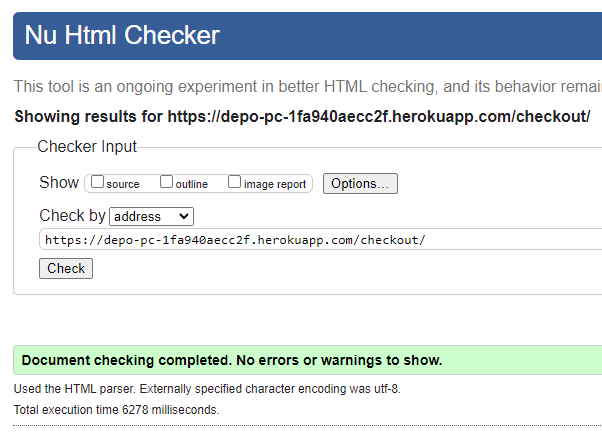 Nu Html Checker
This tool is an ongoing experiment in better HTML checking, and its behavior remai
Showing results for https://depo-pc-1fa940aecc2f.herokuapp.com/checkout/
Checker Input
Show source outline image report Options...
Check by address
https://depo-pc-1fa940aecc2f.herokuapp.com/checkout/
Check
Document checking completed. No errors or warnings to show.
Used the HTML parser. Externally specified character encoding was utf-8.
Total execution time 6278 milliseconds.